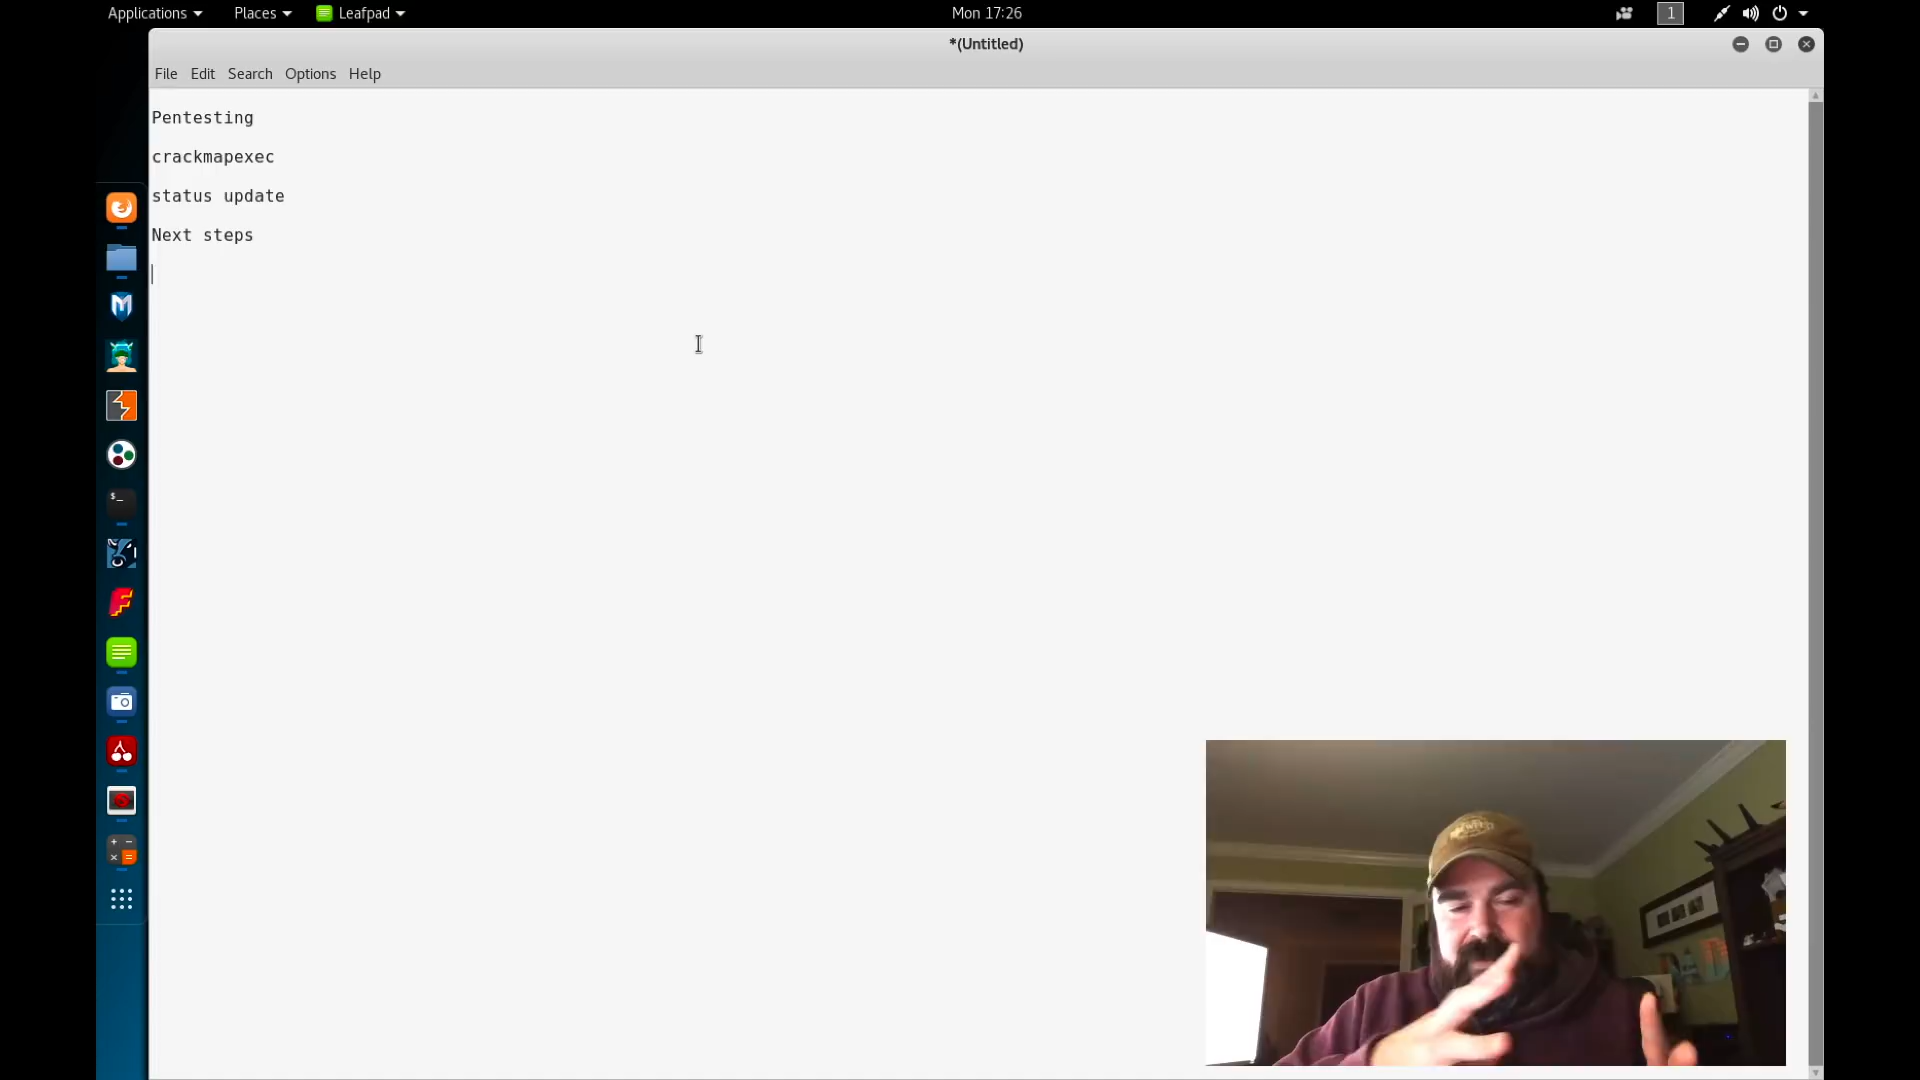 Applications Places Leafpad Mon 17:26 1
*(Untitled)
File Edit Search Options Help
Pentesting
crackmapexec
status update
Next steps
$_